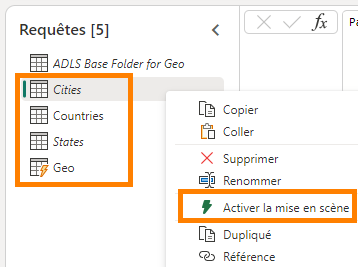 Requêtes [5]
ADLS Base Folder for Geo
Cities
Countries
States
Geo
fx
Copier
Coller
Supprimer
Renommer
Activer la mise en scène
Dupliqué
Référence